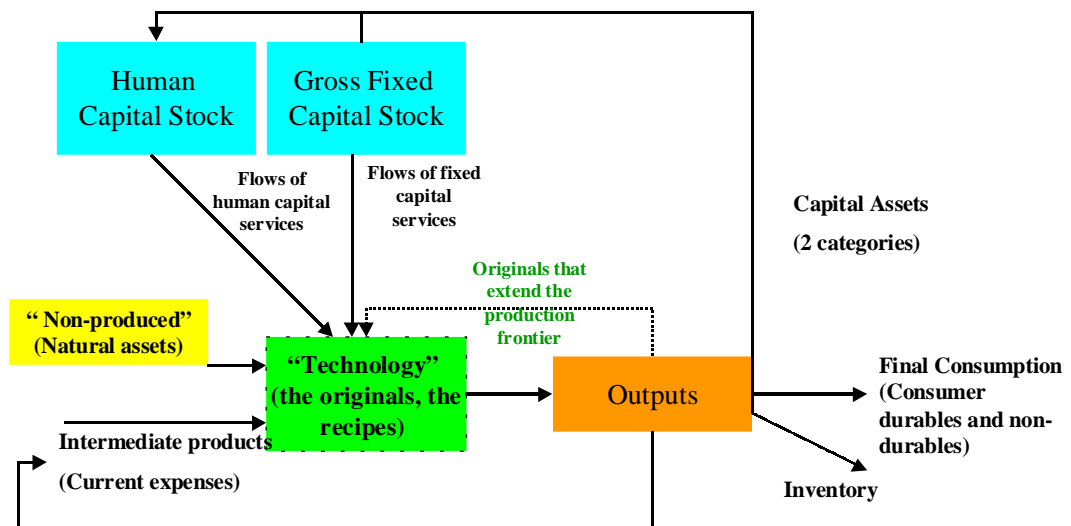 Human
Capital Stock
Gross Fixed
Capital Stock
Flows of
human capital
services
Flows of fixed
capital
services
Capital Assets
(2 categories)
Originals that
extend the
production
frontier
“ Non-produced”
(Natural assets)
“Technology”
(the originals, the
recipes)
Outputs
Final Consumption
(Consumer
durables and non-
durables)
Intermediate products
(Current expenses)
Inventory